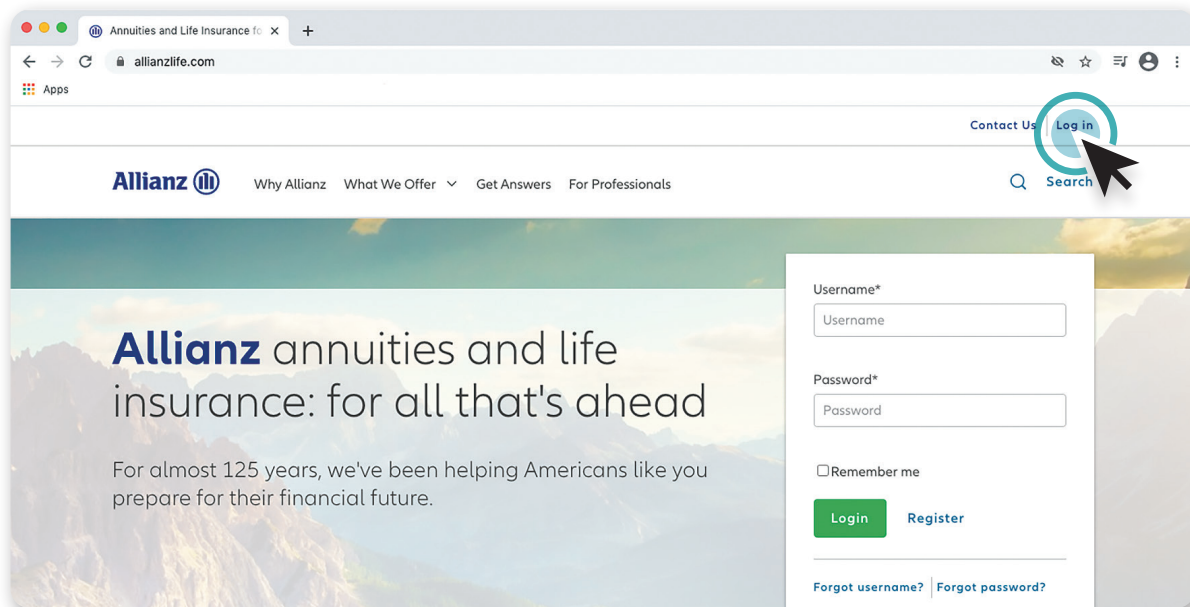 Annuities and Life Insurance fo
allianzlife.com
Apps
Contact Us Log in
Allianz Why Allianz What We Offer Get Answers For Professionals Search
Allianz annuities and life
insurance: for all that's ahead
For almost 125 years, we've been helping Americans like you
prepare for their financial future.
Username*
Username
Password*
Password
Remember me
Login Register
Forgot username? Forgot password?